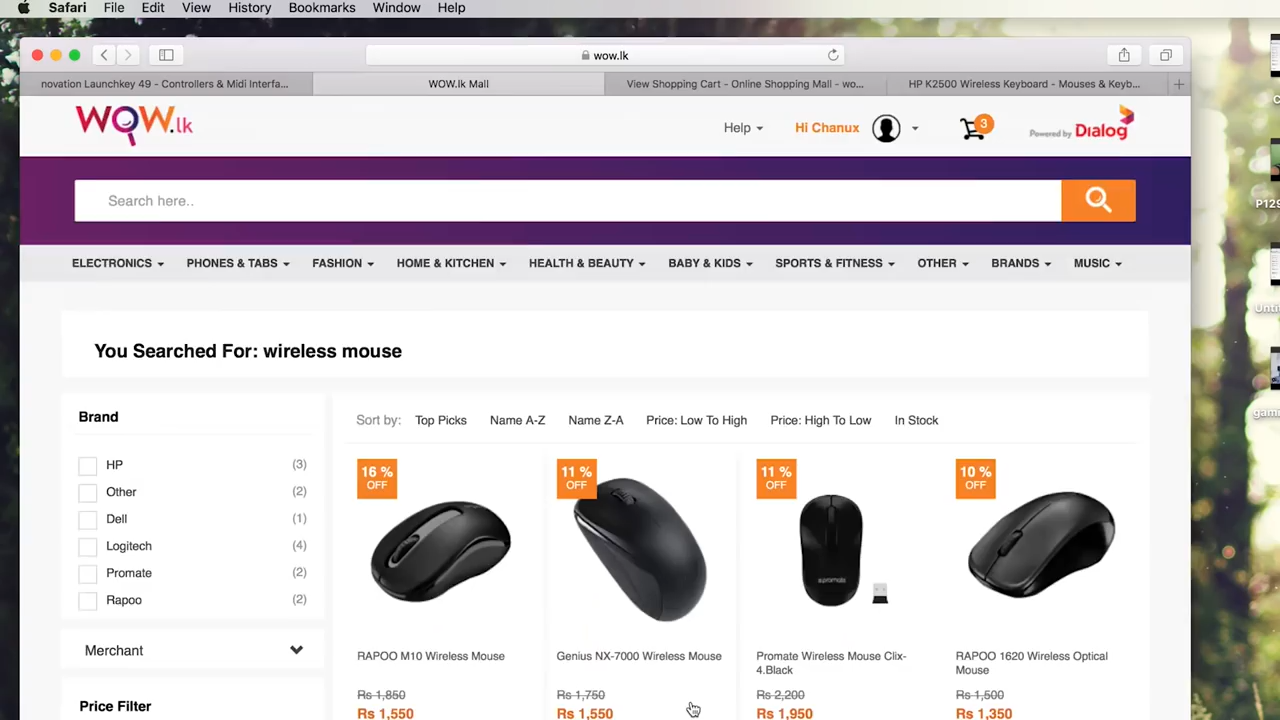 Safari File Edit View History Bookmarks Window Help
wow.lk
novation Launchkey 49 - Controllers & Midi Interfa... WOW.lk Mall View Shopping Cart - Online Shopping Mall - wo... HP K2500 Wireless Keyboard - Mouses & Keyb...
WOW.lk Help Hi Chanux 3 Powered by Dialog
Search here..
ELECTRONICS PHONES & TABS FASHION HOME & KITCHEN HEALTH & BEAUTY BABY & KIDS SPORTS & FITNESS OTHER BRANDS MUSIC
You Searched For: wireless mouse
Brand
HP (3)
Other (2)
Dell (1)
Logitech (4)
Promate (2)
Rapoo (2)
Merchant
Price Filter
Sort by: Top Picks Name A-Z Name Z-A Price: Low To High Price: High To Low In Stock
16 %
OFF
RAPOO M10 Wireless Mouse
Rs 1,850
Rs 1,550
11 %
OFF
Genius NX-7000 Wireless Mouse
Rs 1,750
Rs 1,550
11 %
OFF
promate
Promate Wireless Mouse Clix-
4.Black
Rs 2,200
Rs 1,950
10 %
OFF
RAPOO 1620 Wireless Optical
Mouse
Rs 1,500
Rs 1,350
P129
Unti
gami